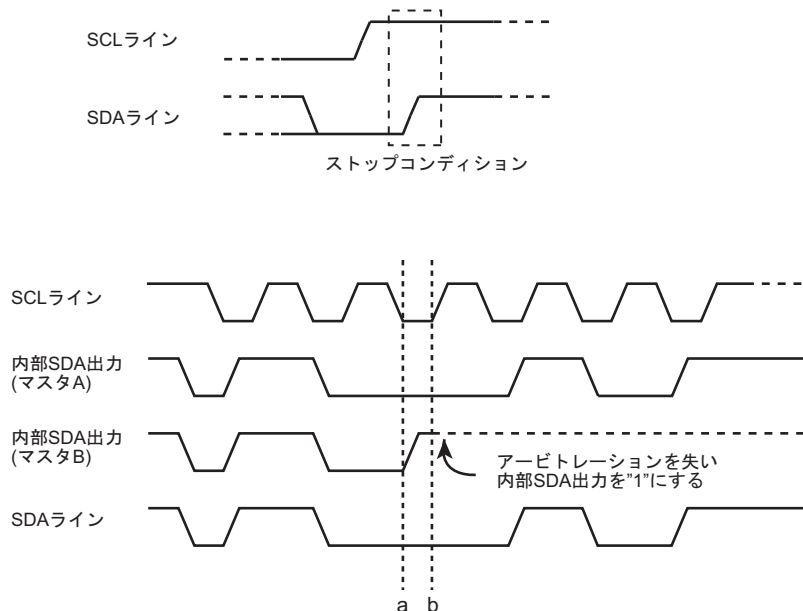 SCLライン
SDAライン
ストップコンディション
SCLライン
内部SDA出力
(マスタA)
内部SDA出力
(マスタB)
アービトレーションを失い
内部SDA出力を”1”にする
SDAライン
a
b